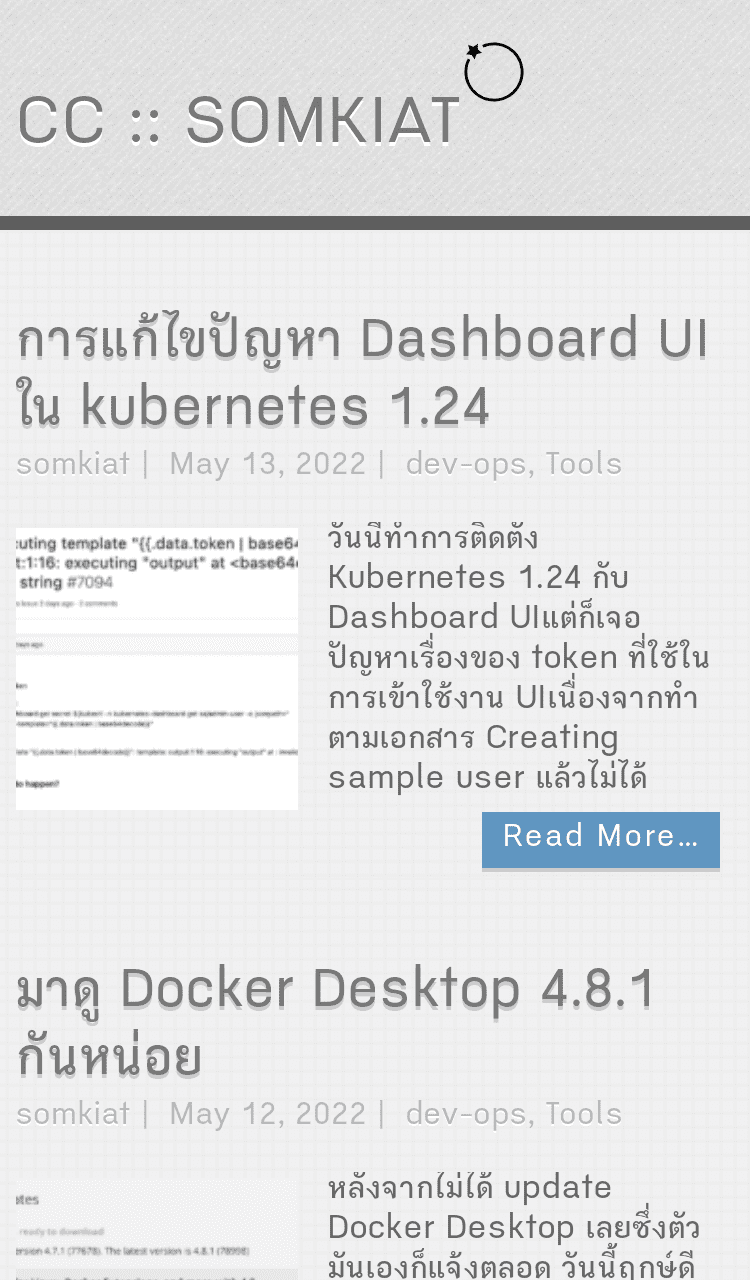 CC :: SOMKIAT
การแก้ไขปัญหา Dashboard UI
ใน kubernetes 1.24
somkiat | May 13, 2022 | dev-ops, Tools
cuting template "{{.data.token | base64
t:1:16: executing "output" at <base64
string #7094
วันนี้ทำการติดตั้ง
Kubernetes 1.24 กับ
Dashboard UIแต่ก็เจอ
ปัญหาเรื่องของ token ที่ใช้ใน
การเข้าใช้งาน UIเนื่องจากทำ
ตามเอกสาร Creating
sample user แล้วไม่ได้
Read More...
มาดู Docker Desktop 4.8.1
กันหน่อย
somkiat | May 12, 2022 | dev-ops, Tools
otes
ready to download
ersion 4.7.1 (77678). The latest version is 4.8.1 (78998)
หลังจากไม่ได้ update
Docker Desktop เลยซึ่งตัว
มันเองก็แจ้งตลอด วันนี้ฤกษ์ดี